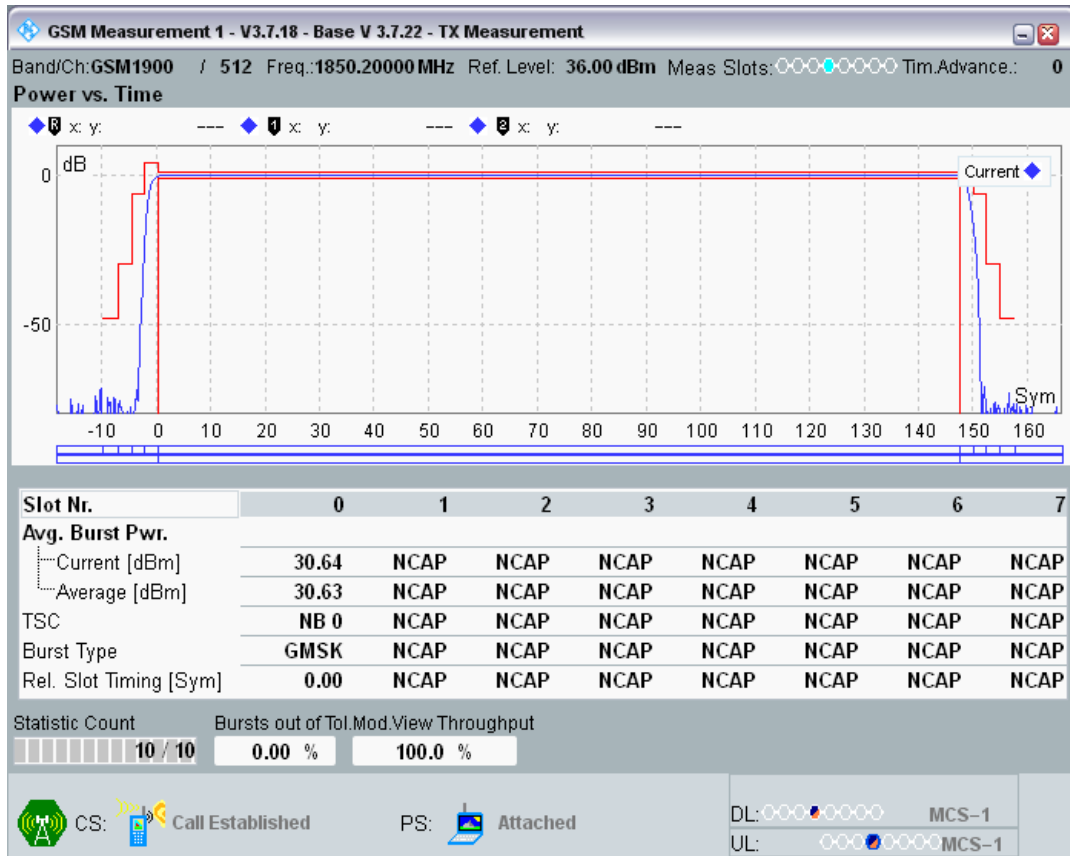 GSM Measurement 1 - V3.7.18 - Base V 3.7.22 - TX Measurement
Band/Ch:GSM1900 / 512 Freq.:1850.20000 MHz Ref. Level: 36.00 dBm Meas Slots: Tim.Advance.: 0
Power vs. Time
R x: y: --- 1 x: y: --- 2 x: y: ---
dB
Current
0
-50
Sym
-10 0 10 20 30 40 50 60 70 80 90 100 110 120 130 140 150 160
Slot Nr. 0 1 2 3 4 5 6 7
Avg. Burst Pwr.
Current [dBm] 30.64 NCAP NCAP NCAP NCAP NCAP NCAP NCAP
Average [dBm] 30.63 NCAP NCAP NCAP NCAP NCAP NCAP NCAP
TSC NB 0 NCAP NCAP NCAP NCAP NCAP NCAP NCAP
Burst Type GMSK NCAP NCAP NCAP NCAP NCAP NCAP NCAP
Rel. Slot Timing [Sym] 0.00 NCAP NCAP NCAP NCAP NCAP NCAP NCAP
Statistic Count Bursts out of Tol.Mod.View Throughput
10 / 10 0.00 % 100.0 %
CS: Call Established PS: Attached DL: MCS-1
UL: MCS-1